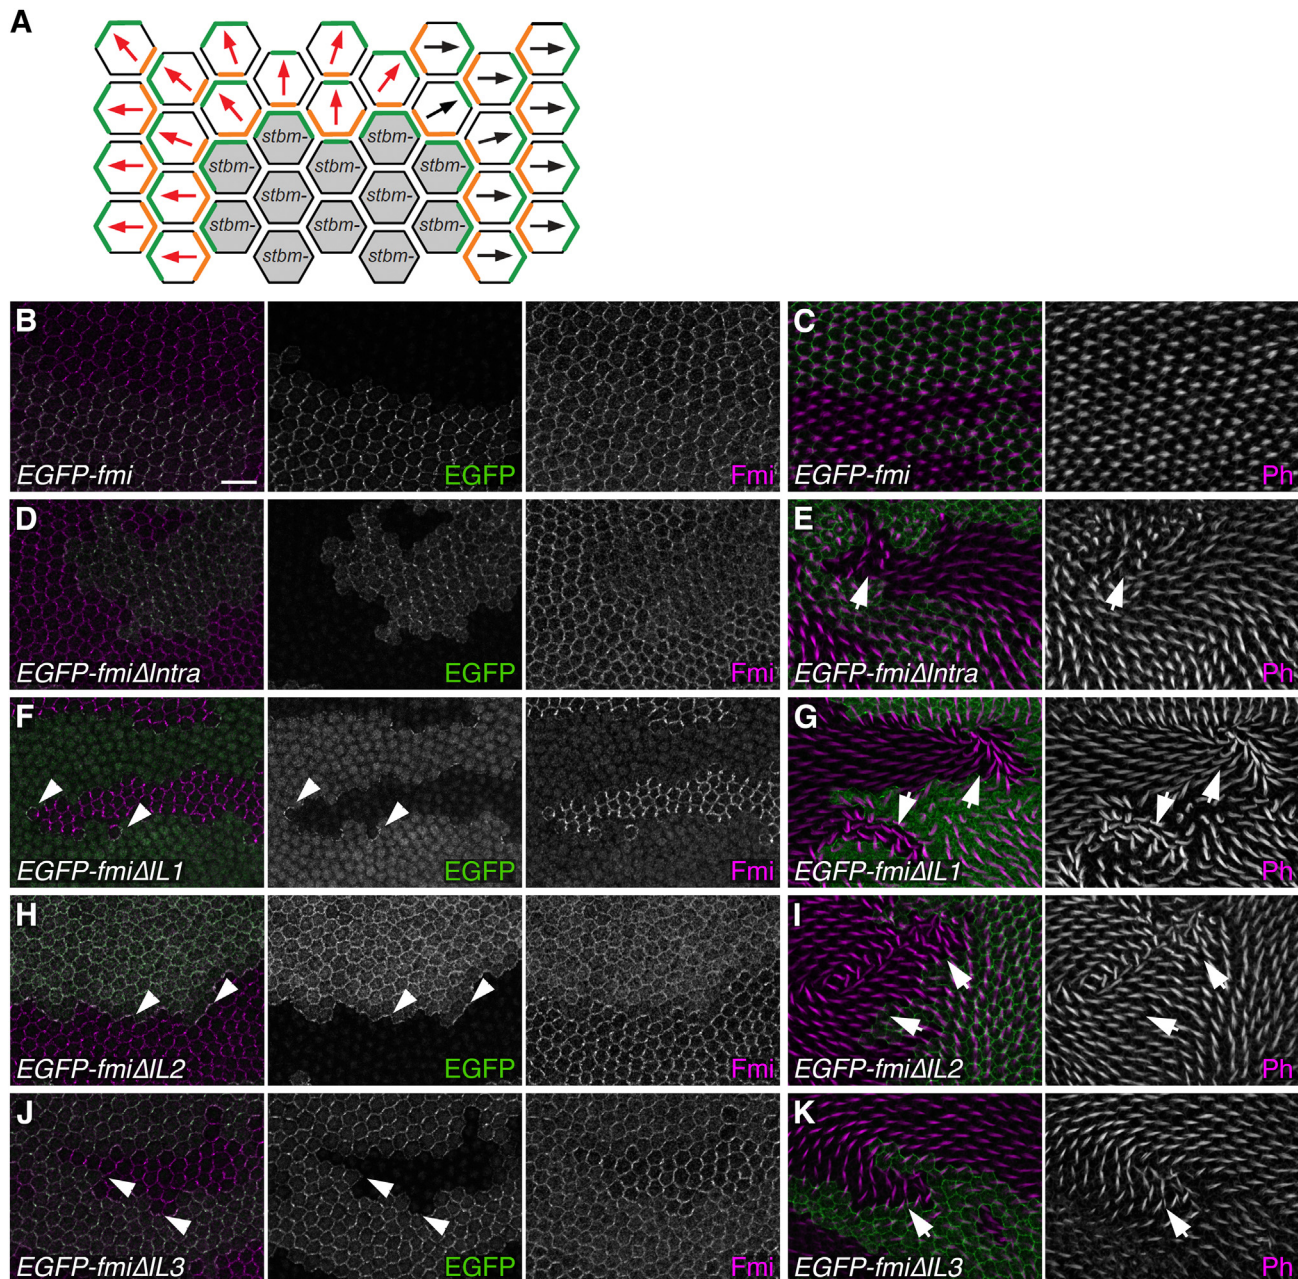 A
stbm- stbm-
stbm- stbm- stbm-
stbm- stbm-
stbm- stbm- stbm-
stbm- stbm-
B
EGFP-fmi
EGFP
Fmi
C
EGFP-fmi
Ph
D
EGFP-fmiΔIntra
EGFP
Fmi
E
EGFP-fmiΔIntra
Ph
F
EGFP-fmiΔIL1
EGFP
Fmi
G
EGFP-fmiΔIL1
Ph
H
EGFP-fmiΔIL2
EGFP
Fmi
I
EGFP-fmiΔIL2
Ph
J
EGFP-fmiΔIL3
EGFP
Fmi
K
EGFP-fmiΔIL3
Ph